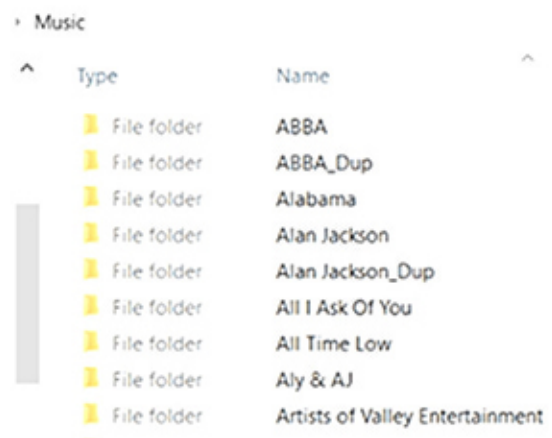 › Music
Type Name
File folder ABBA
File folder ABBA_Dup
File folder Alabama
File folder Alan Jackson
File folder Alan Jackson_Dup
File folder All I Ask Of You
File folder All Time Low
File folder Aly & AJ
File folder Artists of Valley Entertainment